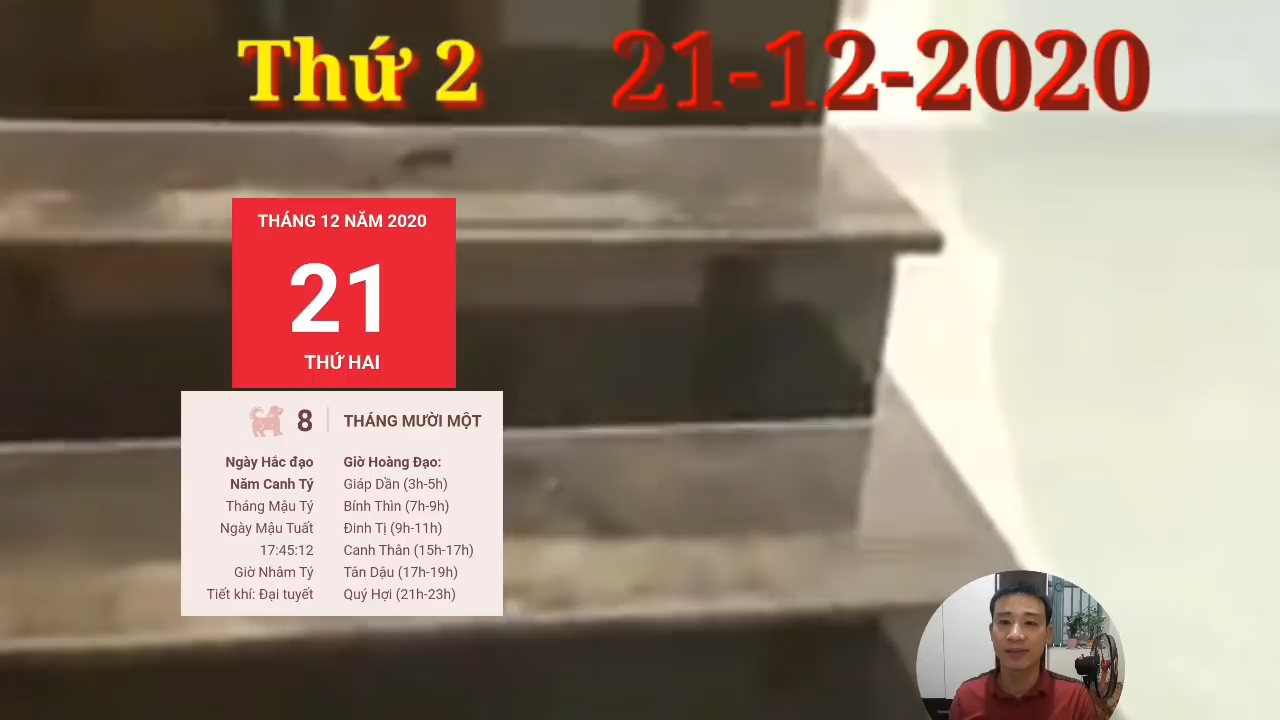 Thứ 2 21-12-2020
THÁNG 12 NĂM 2020
21
THỨ HAI
8 THÁNG MƯỜI MỘT
Ngày Hắc đạo
Năm Canh Tý
Tháng Mậu Tý
Ngày Mậu Tuất
17:45:12
Giờ Nhâm Tý
Tiết khí: Đại tuyết
Giờ Hoàng Đạo:
Giáp Dần (3h-5h)
Bính Thìn (7h-9h)
Đinh Tị (9h-11h)
Canh Thân (15h-17h)
Tân Dậu (17h-19h)
Quý Hợi (21h-23h)